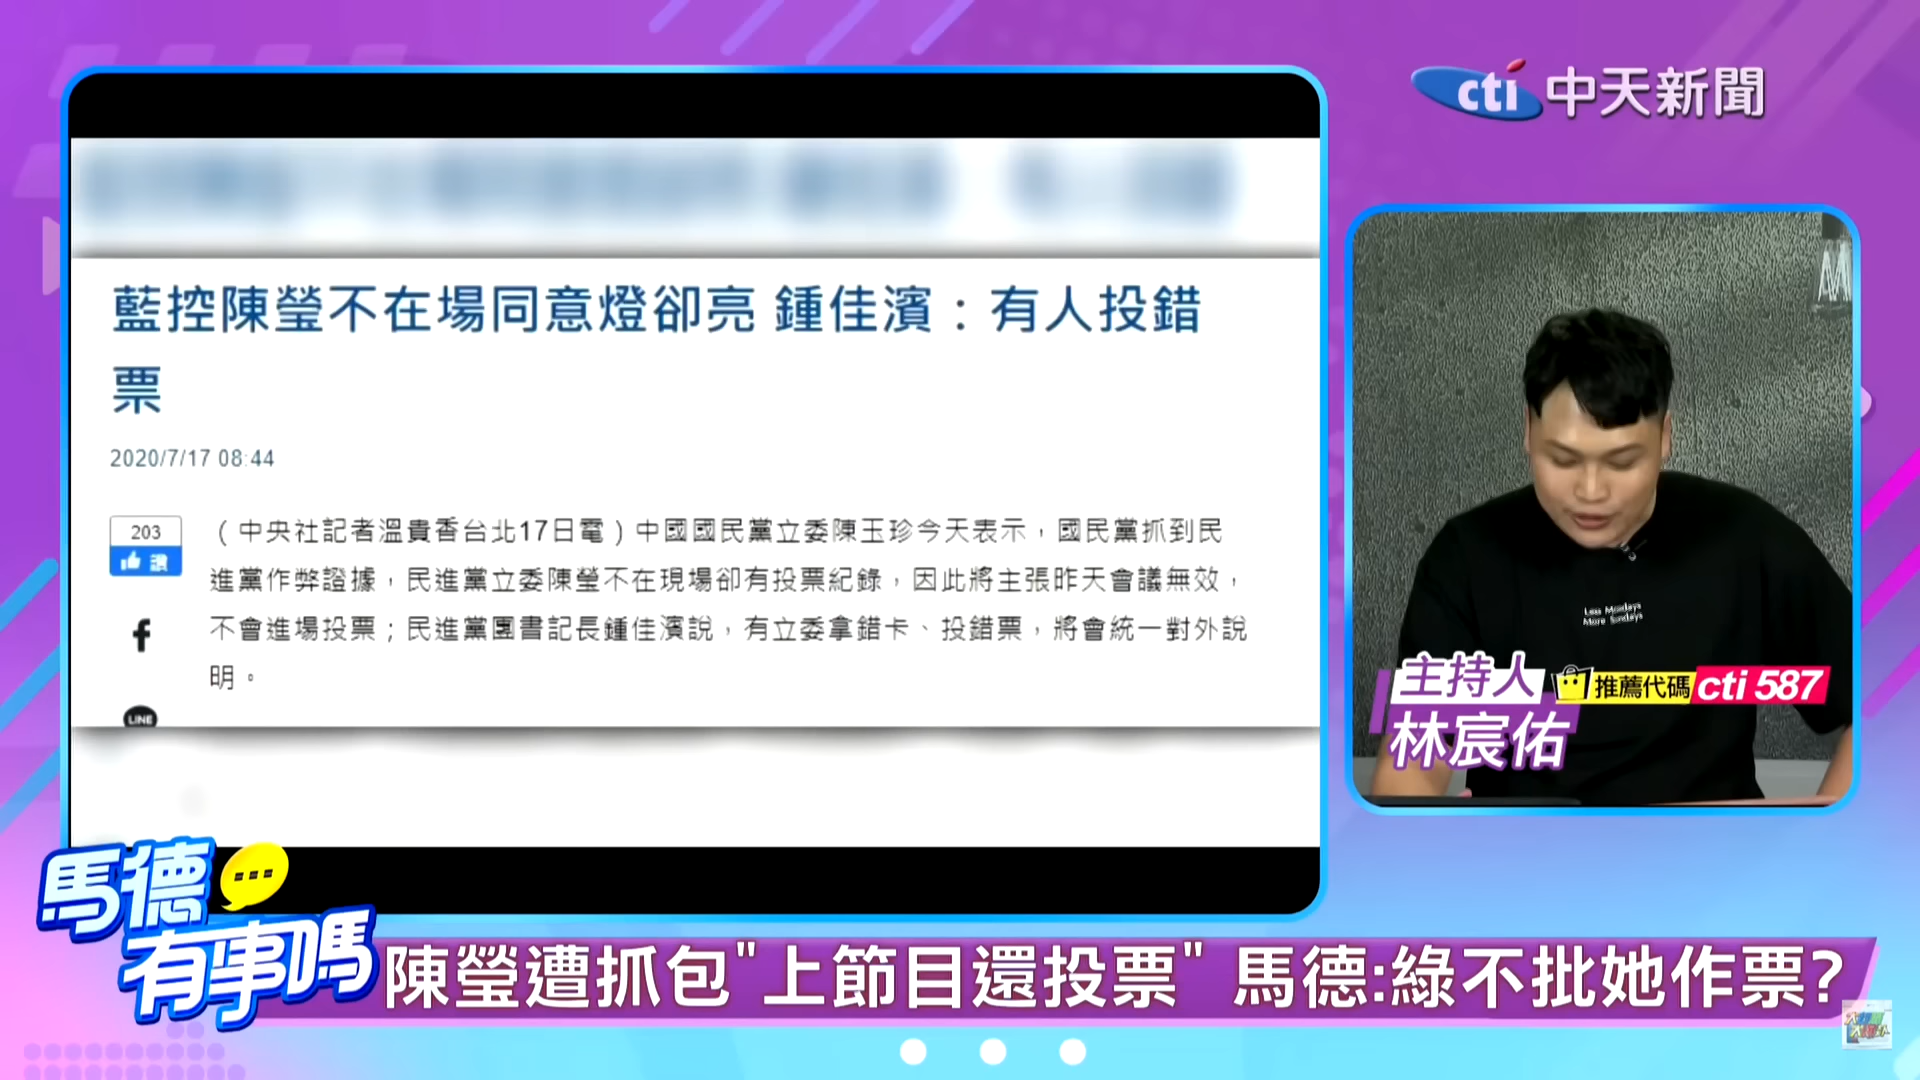 cti 中天新聞
藍控陳瑩不在場同意燈卻亮 鍾佳濱：有人投錯
票
2020/7/17 08:44
203
讚
（中央社記者溫貴香台北17日電）中國國民黨立委陳玉珍今天表示，國民黨抓到民
進黨作弊證據，民進黨立委陳瑩不在現場卻有投票紀錄，因此將主張昨天會議無效，
不會進場投票；民進黨團書記長鍾佳濱說，有立委拿錯卡、投錯票，將會統一對外說
明。
LINE
Less Mondays
More Sundays
主持人
推薦代碼 cti 587
林宸佑
馬德
有事嗎
陳瑩遭抓包"上節目還投票" 馬德:綠不批她作票?